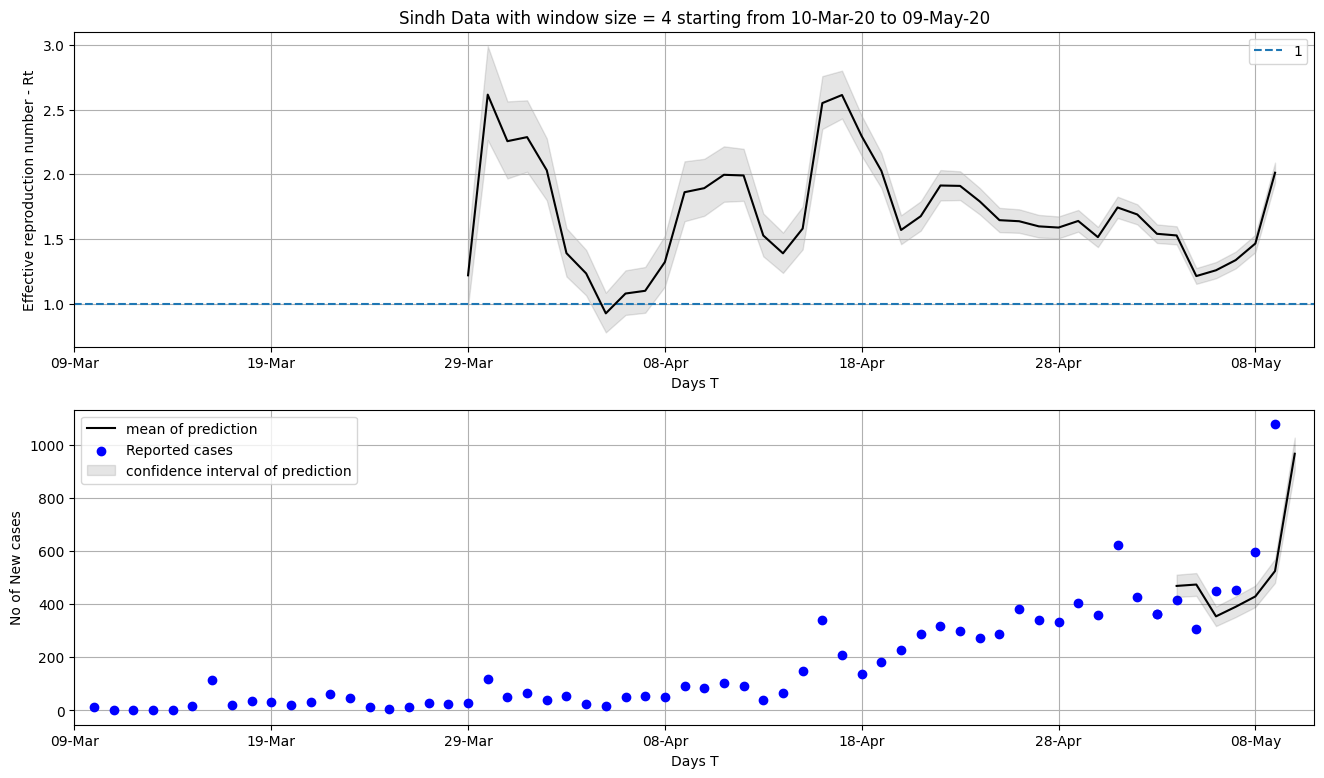 Sindh Data with window size = 4 starting from 10-Mar-20 to 09-May-20
Effective reproduction number - Rt
3.0
2.5
2.0
1.5
1.0
1
09-Mar 19-Mar 29-Mar 08-Apr 18-Apr 28-Apr 08-May
Days T
No of New cases
1000
800
600
400
200
0
mean of prediction
Reported cases
confidence interval of prediction
09-Mar 19-Mar 29-Mar 08-Apr 18-Apr 28-Apr 08-May
Days T